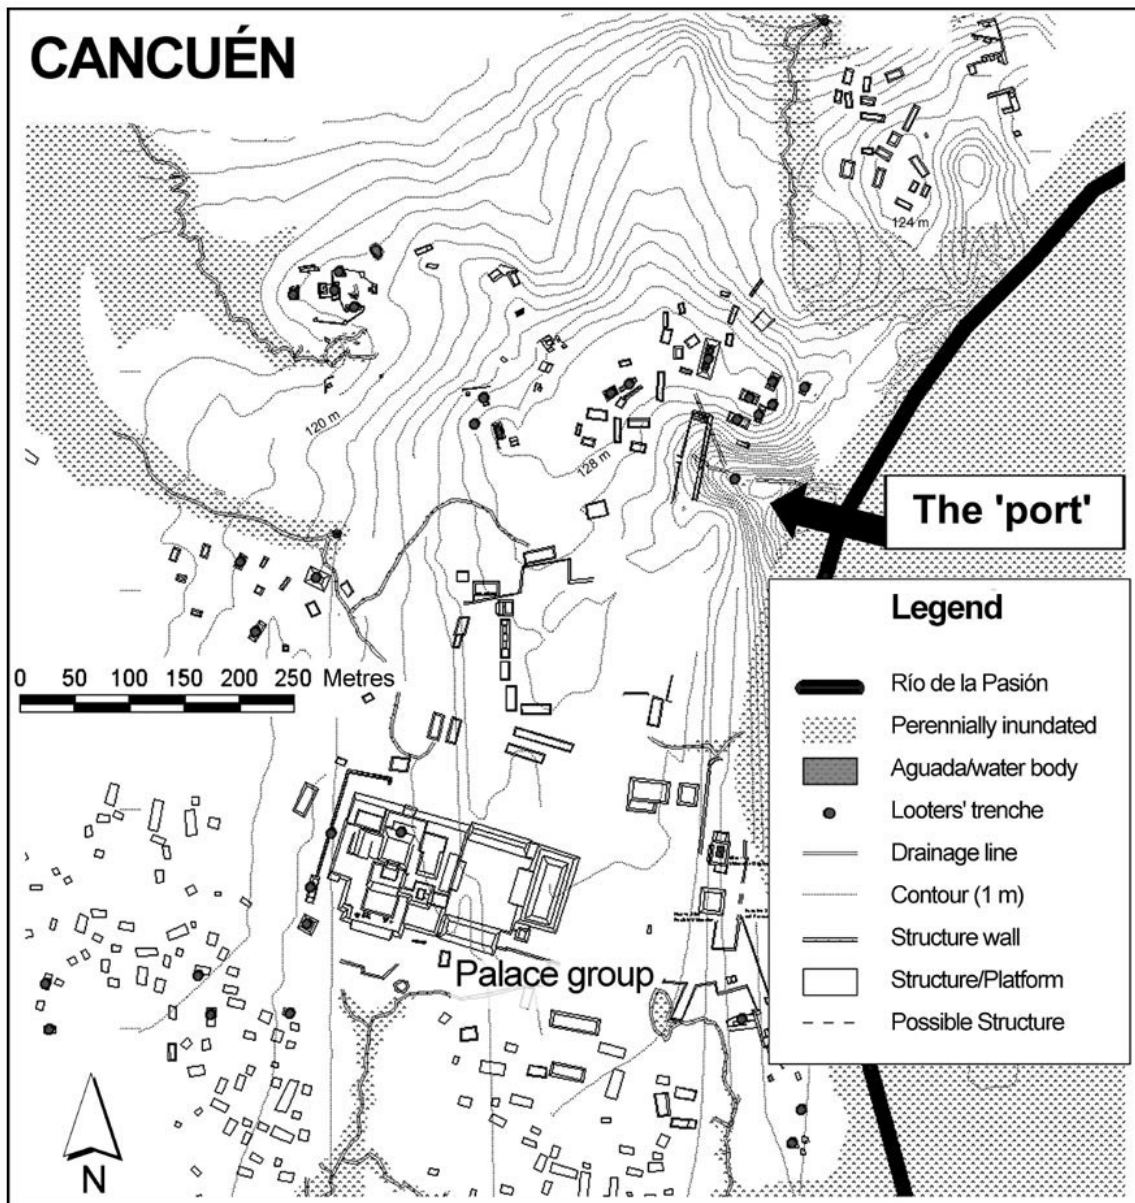 CANCUÉN
124 m
120 m
128 m
The 'port'
0 50 100 150 200 250 Metres
Legend
Río de la Pasión
Perennially inundated
Aguada/water body
Looters' trenche
Drainage line
Contour (1 m)
Structure wall
Structure/Platform
Possible Structure
Palace group
N